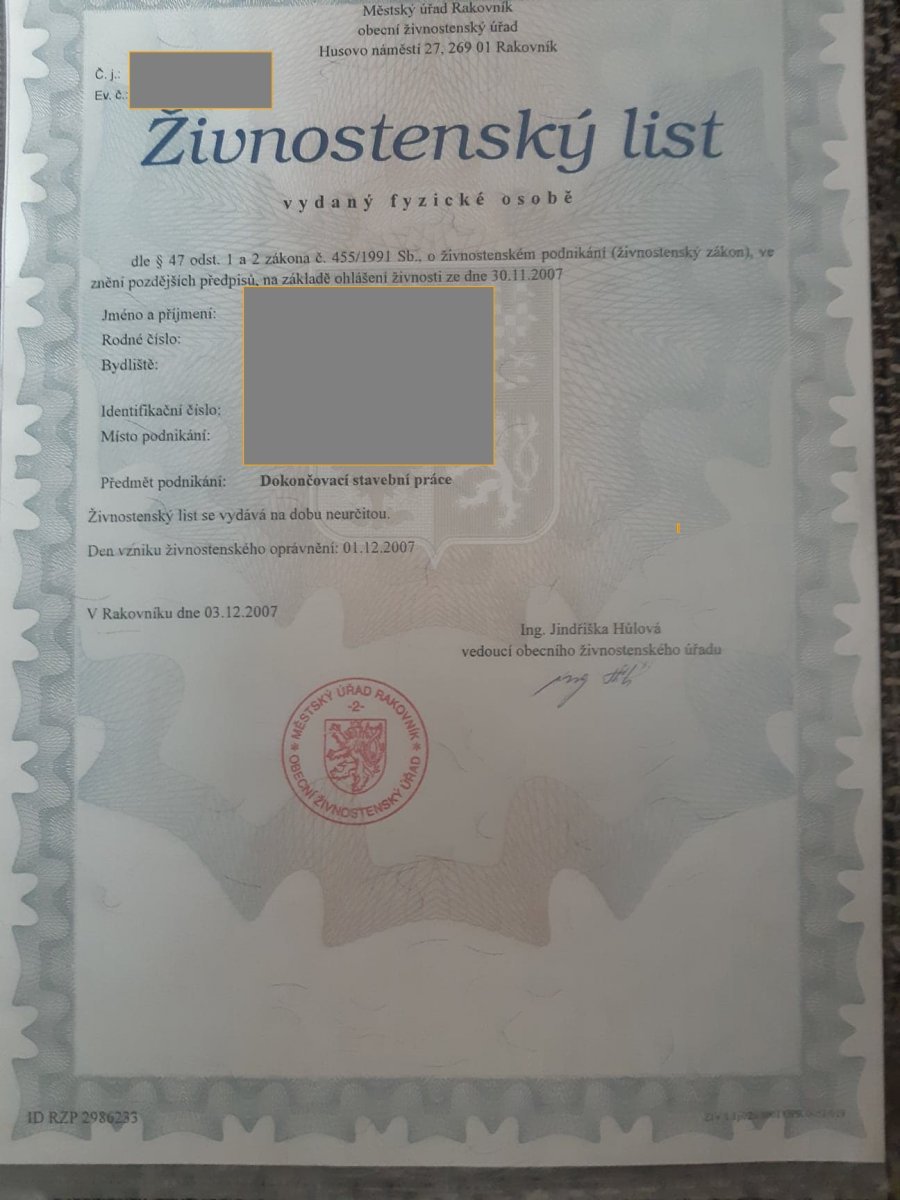 Městský úřad Rakovník
obecní živnostenský úřad
Husovo náměstí 27, 269 01 Rakovník
Č. j.:
Ev. č.:
Živnostenský list
vydaný fyzické osobě
dle § 47 odst. 1 a 2 zákona č. 455/1991 Sb., o živnostenském podnikání (živnostenský zákon), ve
znění pozdějších předpisů, na základě ohlášení živnosti ze dne 30.11.2007
Jméno a příjmení:
Rodné číslo:
Bydliště:
Identifikační číslo:
Místo podnikání:
Předmět podnikání: Dokončovací stavební práce
Živnostenský list se vydává na dobu neurčitou.
Den vzniku živnostenského oprávnění: 01.12.2007
V Rakovníku dne 03.12.2007
Ing. Jindřiška Hůlová
vedoucí obecního živnostenského úřadu
MĚSTSKÝ ÚŘAD RAKOVNÍK
-2-
OBECNÍ ŽIVNOSTENSKÝ ÚŘAD
ID RZP 2986233